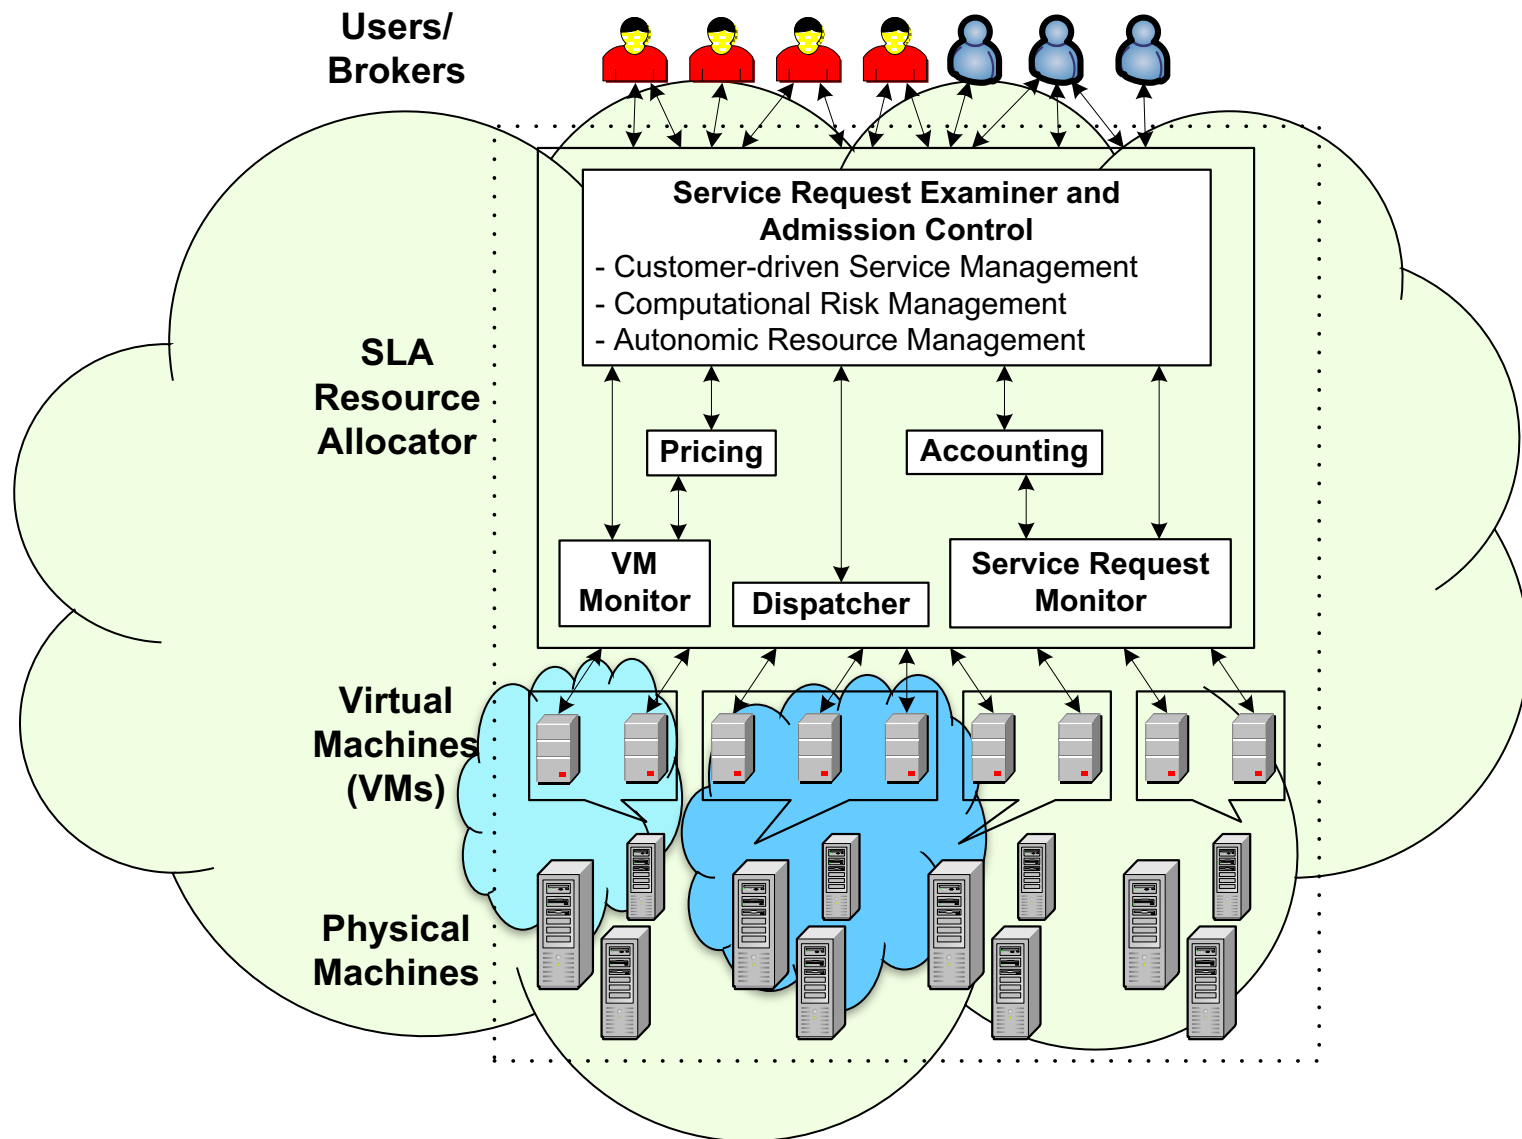 Users/
Brokers
Service Request Examiner and
Admission Control
- Customer-driven Service Management
- Computational Risk Management
- Autonomic Resource Management
SLA
Resource
Allocator
Pricing
Accounting
VM
Monitor
Dispatcher
Service Request
Monitor
Virtual
Machines
(VMs)
Physical
Machines